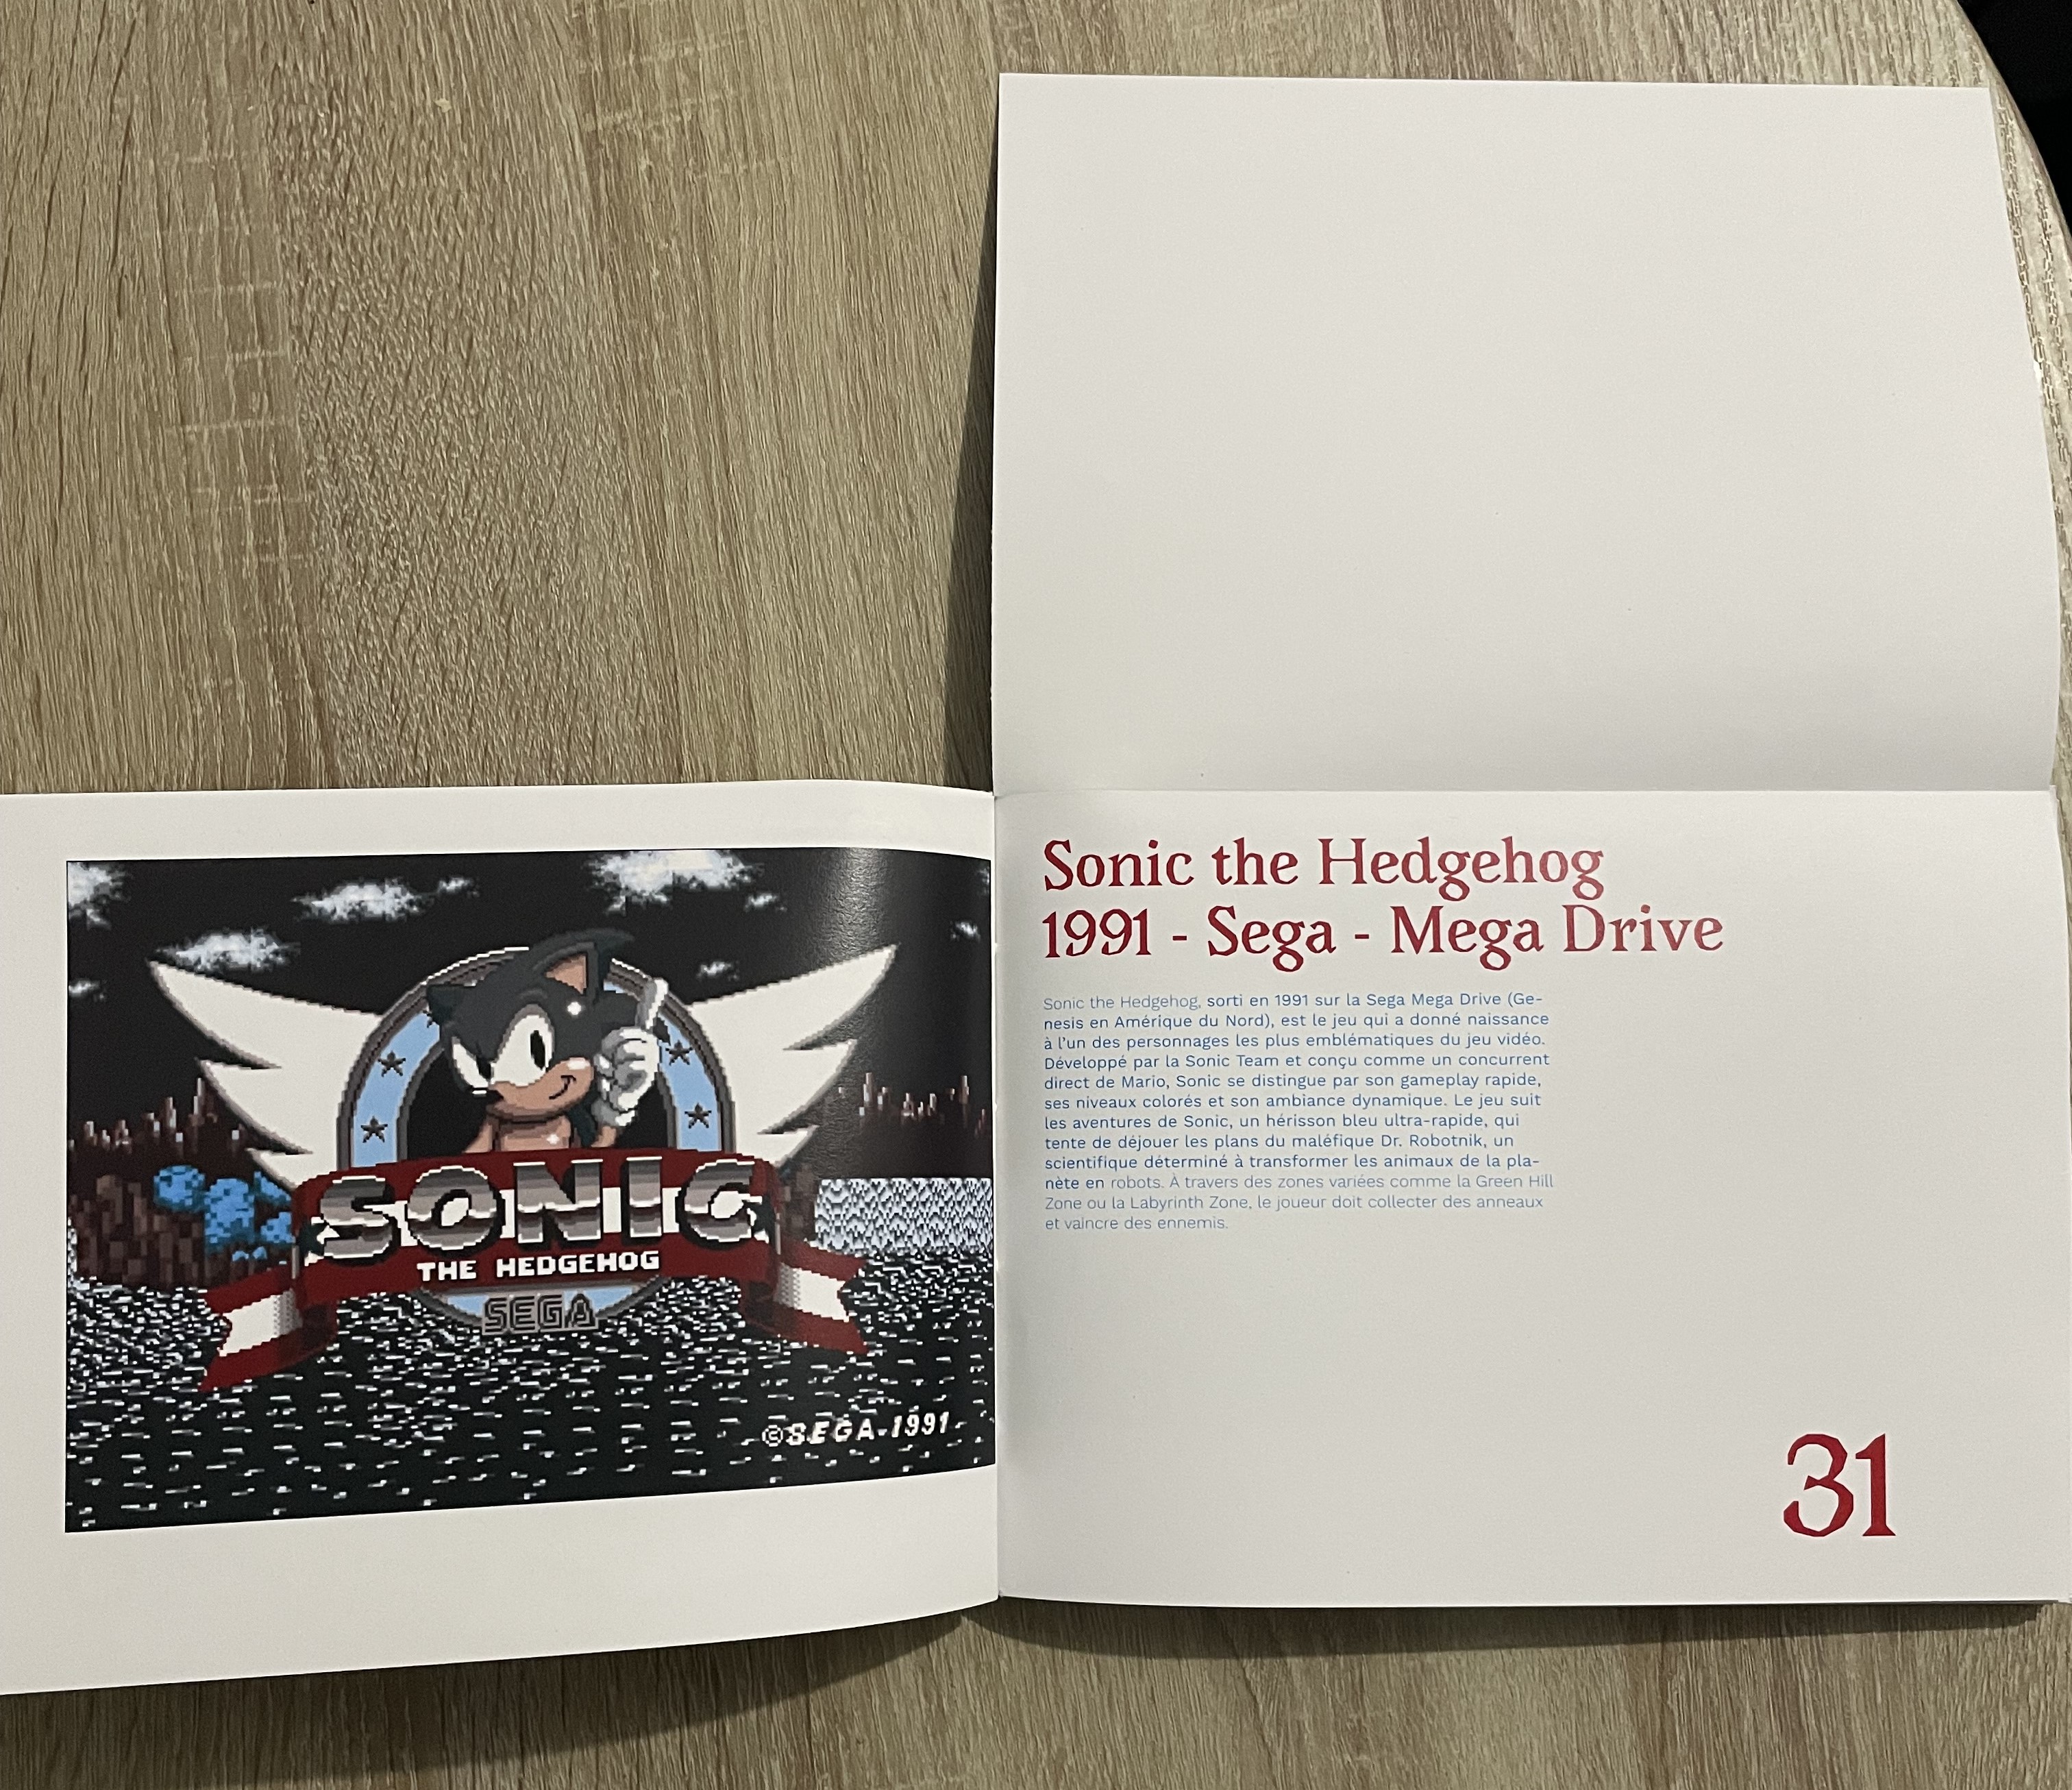 SONIC
THE HEDGEHOG
SEGA
©SEGA 1991
Sonic the Hedgehog
1991 - Sega - Mega Drive
Sonic the Hedgehog, sorti en 1991 sur la Sega Mega Drive (Ge-
nesis en Amérique du Nord), est le jeu qui a donné naissance
à l'un des personnages les plus emblématiques du jeu vidéo.
Développé par la Sonic Team et conçu comme un concurrent
direct de Mario, Sonic se distingue par son gameplay rapide,
ses niveaux colorés et son ambiance dynamique. Le jeu suit
les aventures de Sonic, un hérisson bleu ultra-rapide, qui
tente de déjouer les plans du maléfique Dr. Robotnik, un
scientifique déterminé à transformer les animaux de la pla-
nète en robots. À travers des zones variées comme la Green Hill
Zone ou la Labyrinth Zone, le joueur doit collecter des anneaux
et vaincre des ennemis.
31